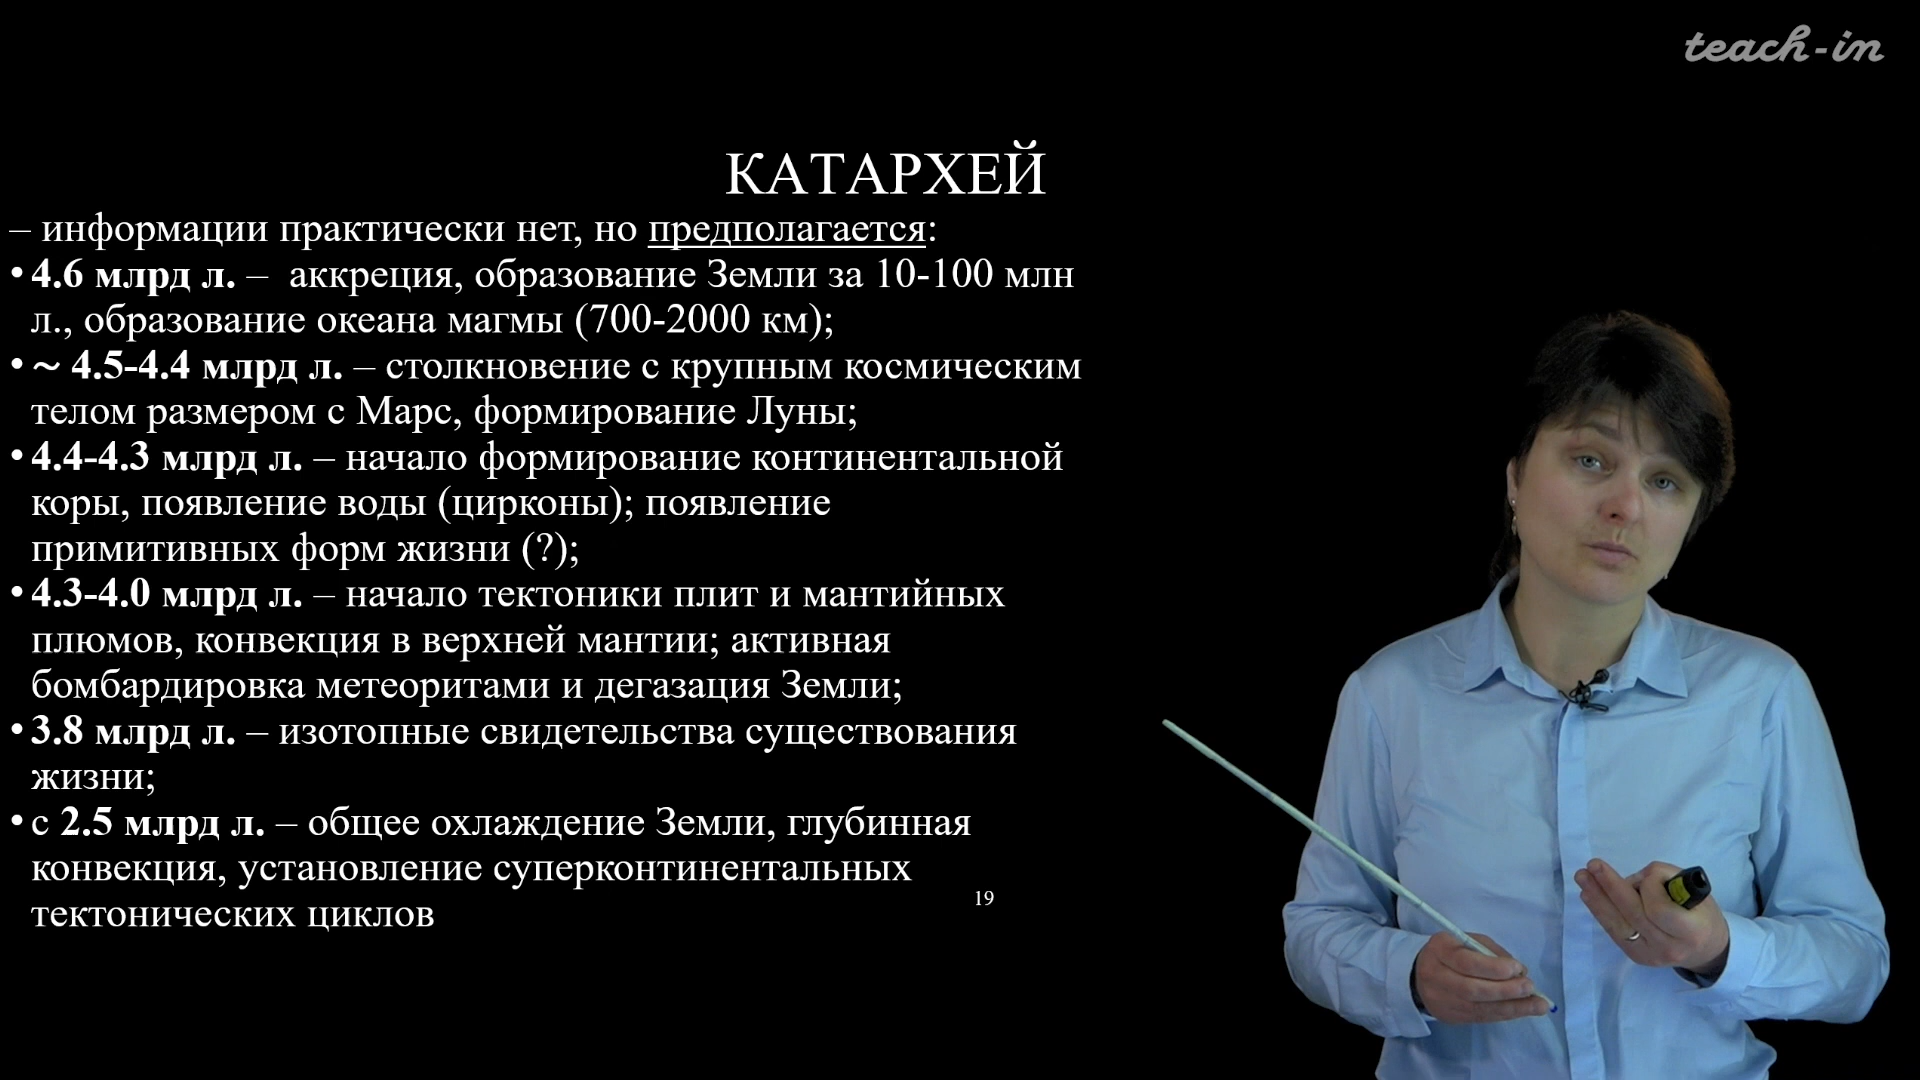 teach-in
КАТАРХЕЙ
– информации практически нет, но предполагается:
• 4.6 млрд л. – аккреция, образование Земли за 10-100 млн
л., образование океана магмы (700-2000 км);
• ~ 4.5-4.4 млрд л. – столкновение с крупным космическим
телом размером с Марс, формирование Луны;
• 4.4-4.3 млрд л. – начало формирование континентальной
коры, появление воды (цирконы); появление
примитивных форм жизни (?);
• 4.3-4.0 млрд л. – начало тектоники плит и мантийных
плюмов, конвекция в верхней мантии; активная
бомбардировка метеоритами и дегазация Земли;
• 3.8 млрд л. – изотопные свидетельства существования
жизни;
• с 2.5 млрд л. – общее охлаждение Земли, глубинная
конвекция, установление суперконтинентальных
тектонических циклов
19